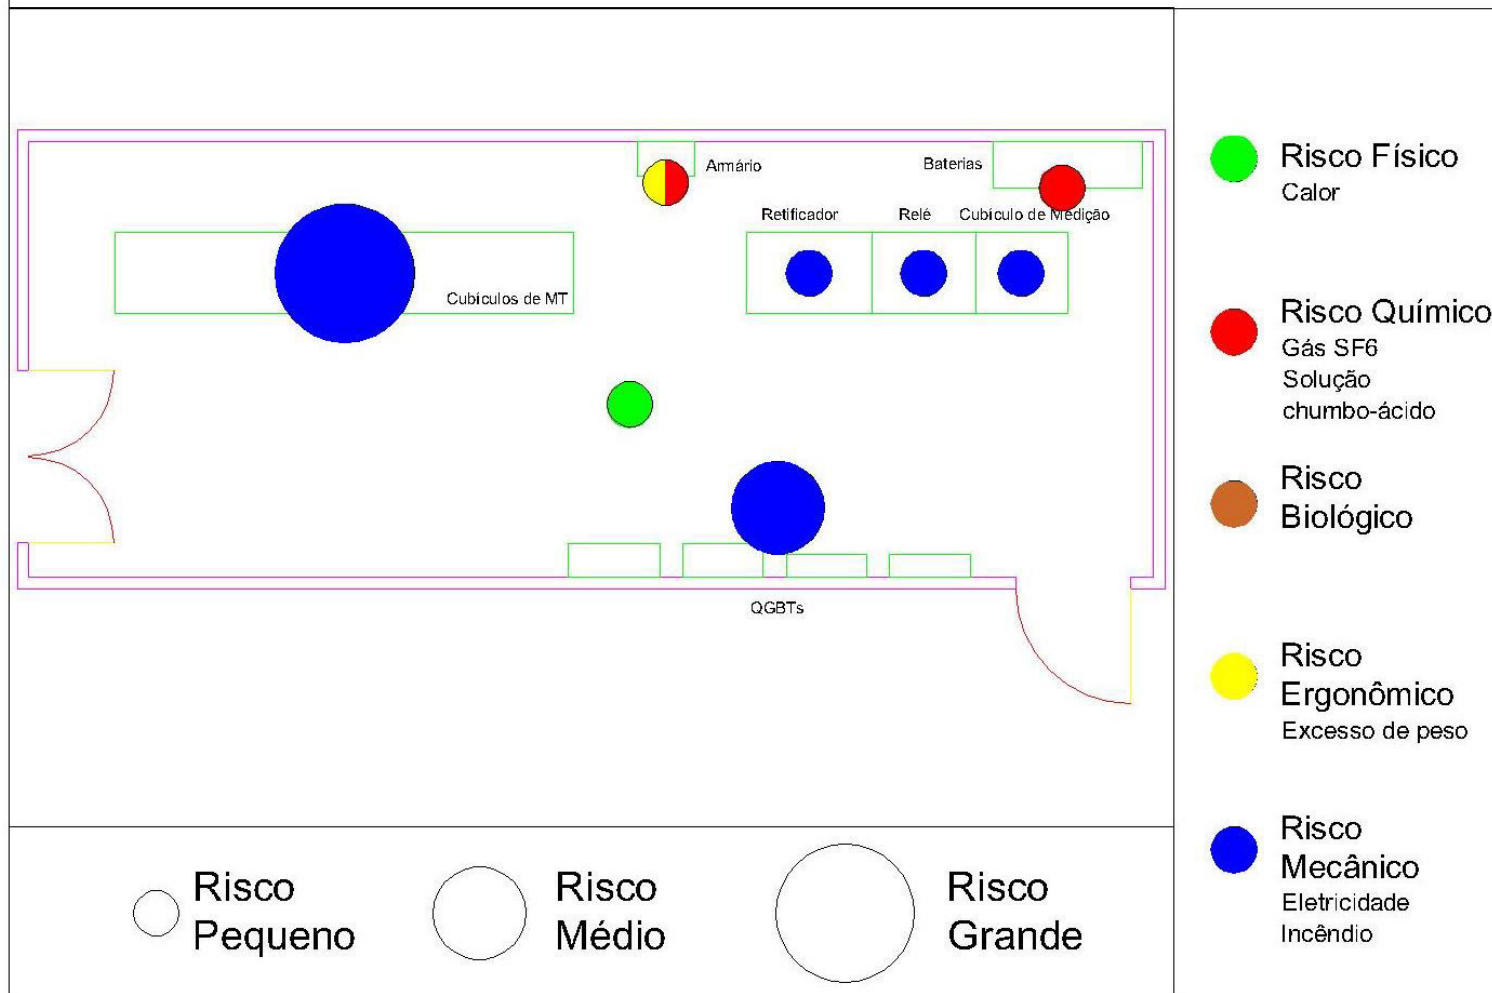 Armário
Baterias
Retificador
Relé
Cubículo de Medição
Cubículos de MT
QGBTs
Risco Físico
Calor
Risco Químico
Gás SF6
Solução
chumbo-ácido
Risco
Biológico
Risco
Ergonômico
Excesso de peso
Risco
Mecânico
Eletricidade
Incêndio
Risco
Pequeno
Risco
Médio
Risco
Grande